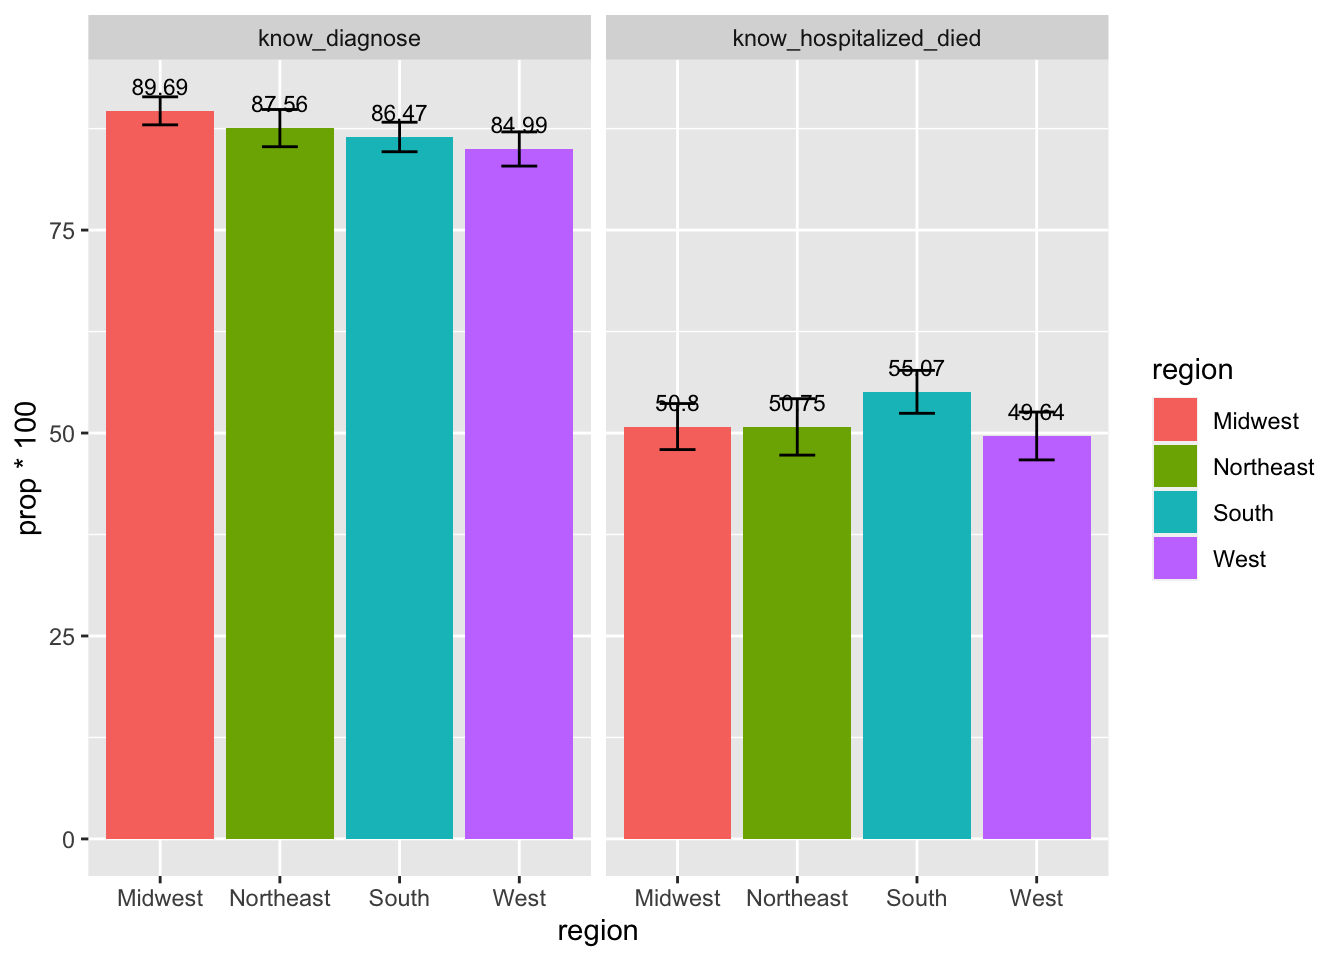 know_diagnose
know_hospitalized_died
89.69
87.56
86.47
84.99
50.8
50.75
55.07
49.64
75
50
25
0
prop * 100
Midwest Northeast South West
Midwest Northeast South West
region
region
Midwest
Northeast
South
West